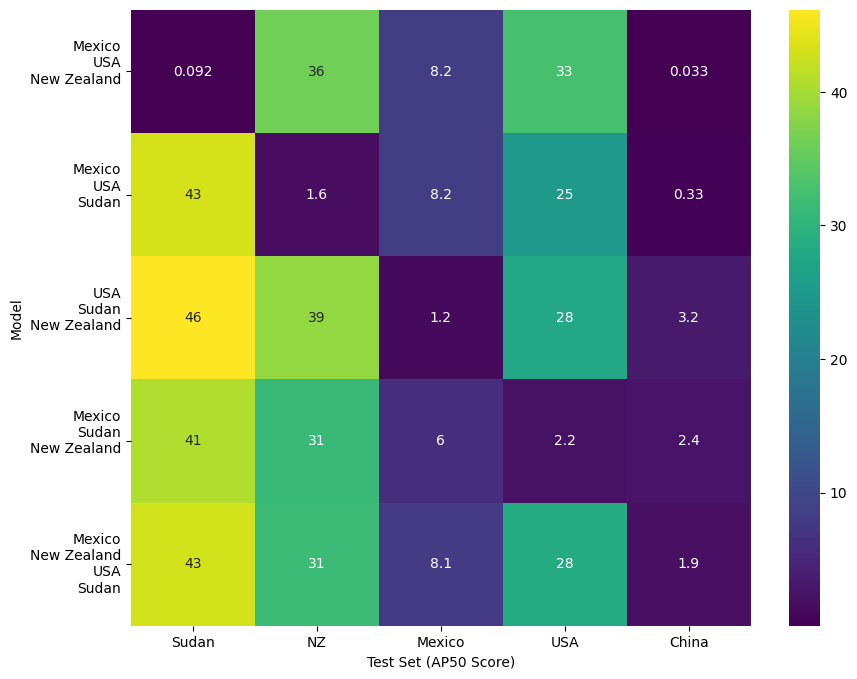 Mexico
USA
New Zealand
0.092 36 8.2 33 0.033
Mexico
USA
Sudan
43 1.6 8.2 25 0.33
USA
Sudan
New Zealand
46 39 1.2 28 3.2
Mexico
Sudan
New Zealand
41 31 6 2.2 2.4
Mexico
New Zealand
USA
Sudan
43 31 8.1 28 1.9
Model
Sudan NZ Mexico USA China
Test Set (AP50 Score)
40
30
20
10